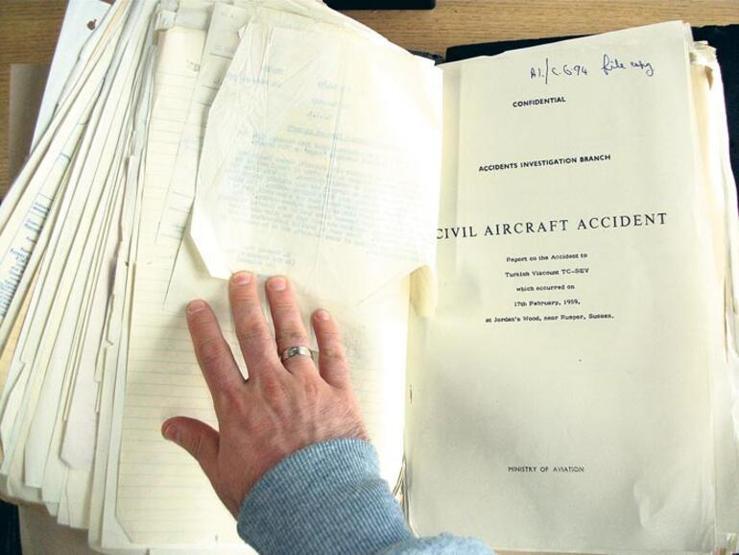 A1./C.694 file copy
CONFIDENTIAL
ACCIDENTS INVESTIGATION BRANCH
CIVIL AIRCRAFT ACCIDENT
Report on the Accident to
Turkish Viscount TC-SEV
which occurred on
17th February, 1959,
at Jordan's Wood, near Rusper, Sussex.
MINISTRY OF AVIATION